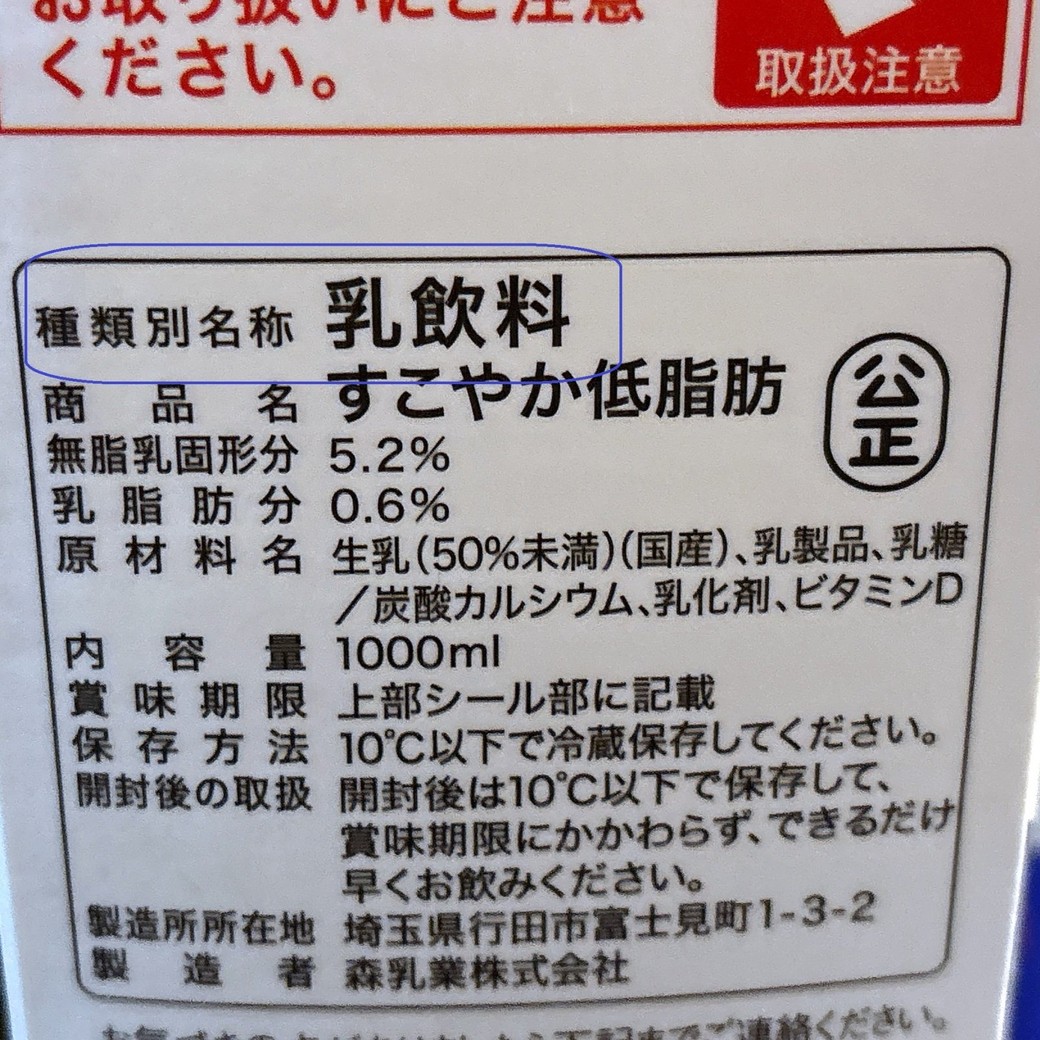 お取り扱いにご注意
ください。
取扱注意
種類別名称 乳飲料
商品名 すこやか低脂肪
公正
無脂乳固形分 5.2%
乳脂肪分 0.6%
原材料名 生乳(50%未満)(国産)、乳製品、乳糖
/炭酸カルシウム、乳化剤、ビタミンD
内容量 1000ml
賞味期限 上部シール部に記載
保存方法 10℃以下で冷蔵保存してください。
開封後の取扱 開封後は10℃以下で保存して、
賞味期限にかかわらず、できるだけ
早くお飲みください。
製造所所在地 埼玉県行田市富士見町1-3-2
製造者 森乳業株式会社
ご連絡ください。